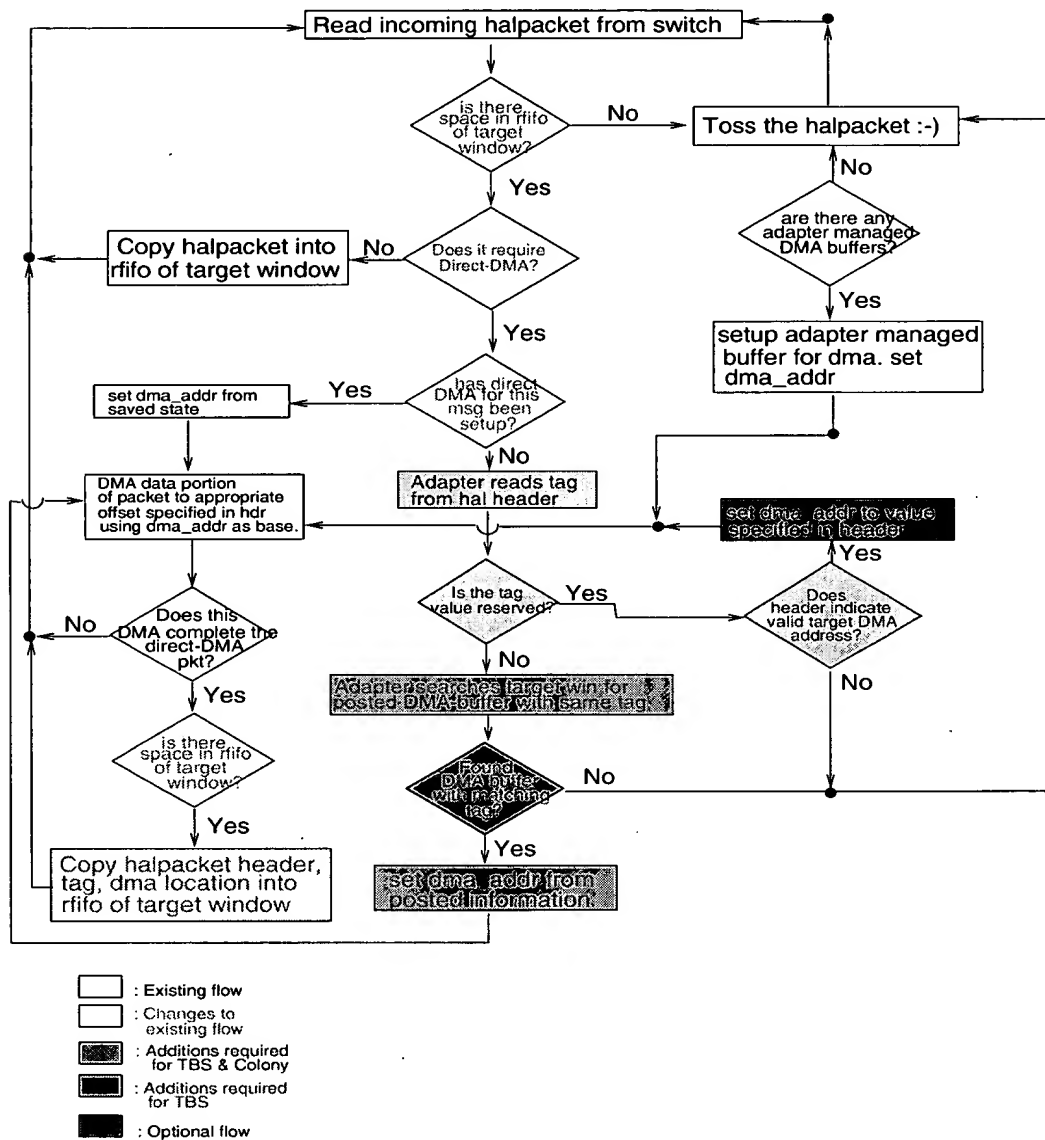 Read incoming halpacket from switch
is there
space in rfifo
of target
window?
No
Toss the halpacket :-)
Yes
No
are there any
adapter managed
DMA buffers?
Copy halpacket into
rfifo of target window
No
Does it require
Direct-DMA?
Yes
Yes
setup adapter managed
buffer for dma. set
dma_addr
set dma_addr from
saved state
Yes
has direct
DMA for this
msg been
setup?
No
DMA data portion
of packet to appropriate
offset specified in hdr
using dma_addr as base.
Adapter reads tag
from hal header
set dma_addr to value
specified in header
Yes
Is the tag
value reserved?
Yes
Does
header indicate
valid target DMA
address?
No
Does this
DMA complete the
direct-DMA
pkt?
No
No
Yes
Adapter searches target win for
posted DMA buffer with same tag.
is there
space in rfifo
of target
window?
Found
DMA buffer
with matching
tag?
No
Yes
Yes
Copy halpacket header,
tag, dma location into
rfifo of target window
set dma_addr from
posted information.
: Existing flow
: Changes to
existing flow
: Additions required
for TBS & Colony
: Additions required
for TBS
: Optional flow